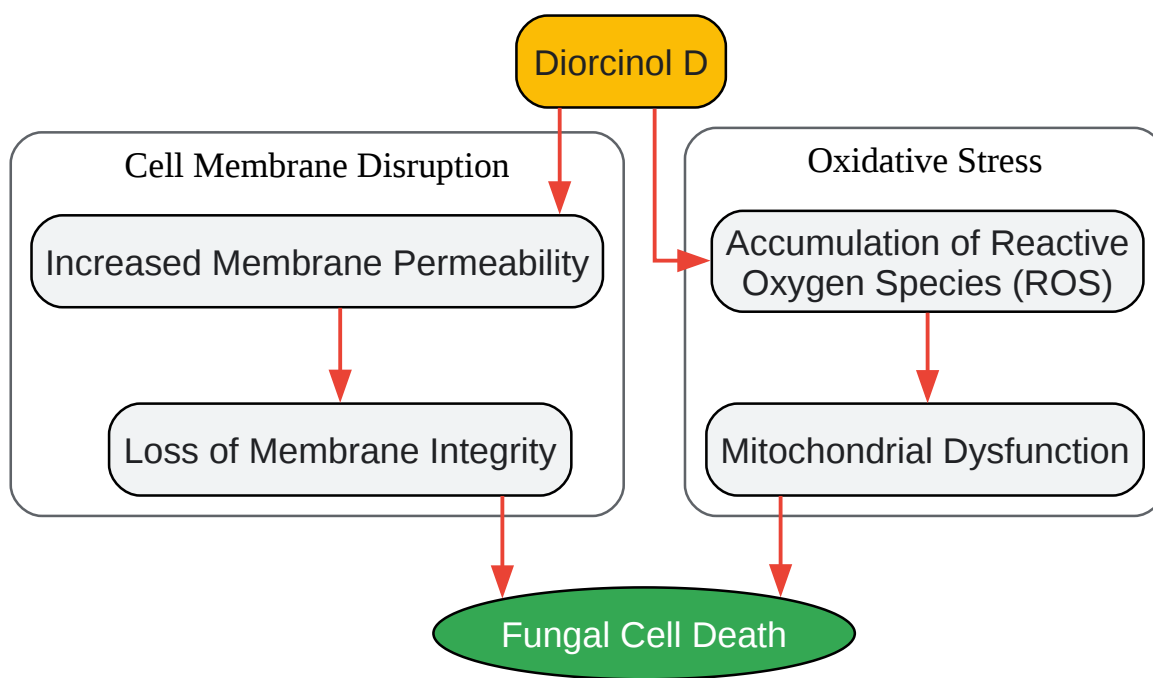 Diorcinol D
Cell Membrane Disruption
Increased Membrane Permeability
Loss of Membrane Integrity
Oxidative Stress
Accumulation of Reactive
Oxygen Species (ROS)
Mitochondrial Dysfunction
Fungal Cell Death